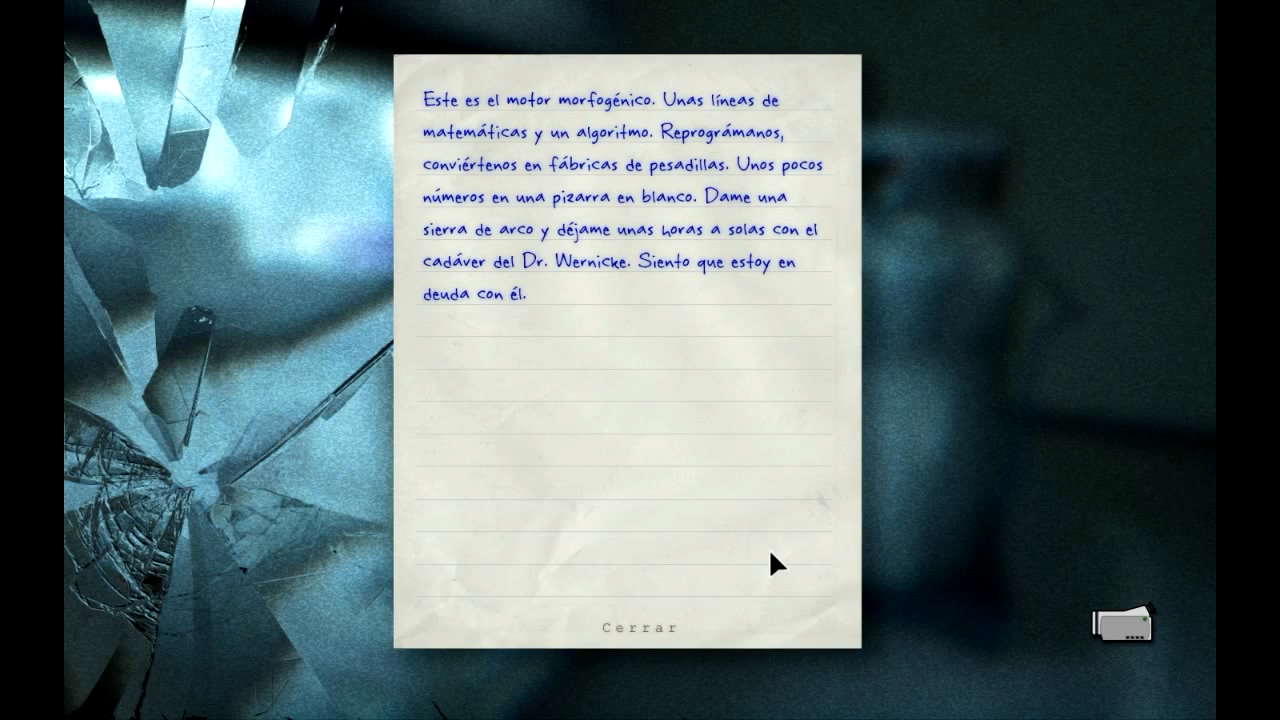 Este es el motor morfogénico. Unas líneas de
matemáticas y un algoritmo. Reprográmanos,
conviértenos en fábricas de pesadillas. Unos pocos
números en una pizarra en blanco. Dame una
sierra de arco y déjame unas horas a solas con el
cadáver del Dr. Wernicke. Siento que estoy en
deuda con él.
Cerrar